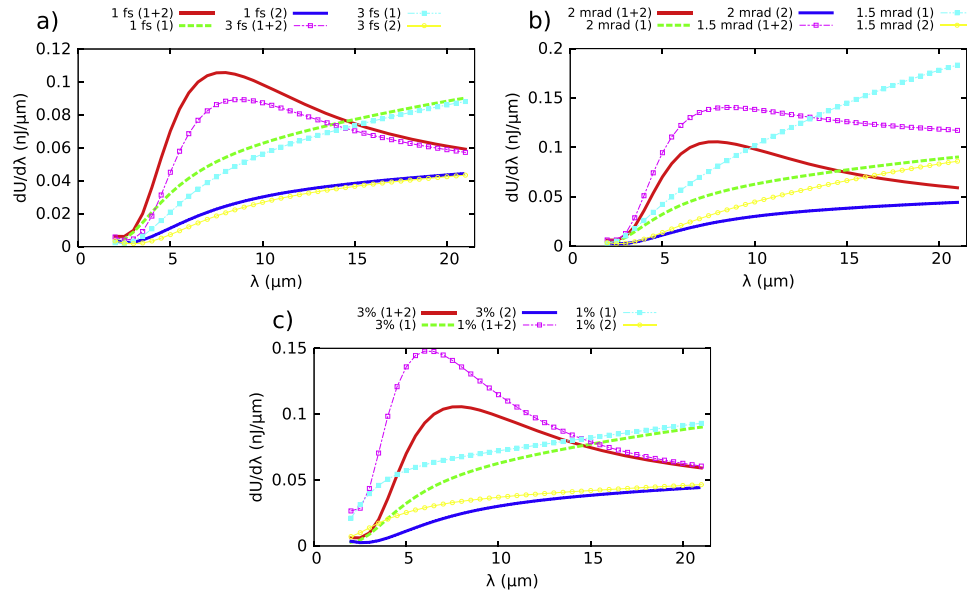 a)
1 fs (1+2) 1 fs (2) 3 fs (1)
1 fs (1) 3 fs (1+2) 3 fs (2)
0.12
0.1
0.08
0.06
0.04
0.02
0
dU/dλ (nJ/μm)
0 5 10 15 20
λ (μm)
b)
2 mrad (1+2) 2 mrad (2) 1.5 mrad (1)
2 mrad (1) 1.5 mrad (1+2) 1.5 mrad (2)
0.2
0.15
0.1
0.05
0
dU/dλ (nJ/μm)
0 5 10 15 20
λ (μm)
c)
3% (1+2) 3% (2) 1% (1)
3% (1) 1% (1+2) 1% (2)
0.15
0.1
0.05
0
dU/dλ (nJ/μm)
0 5 10 15 20
λ (μm)